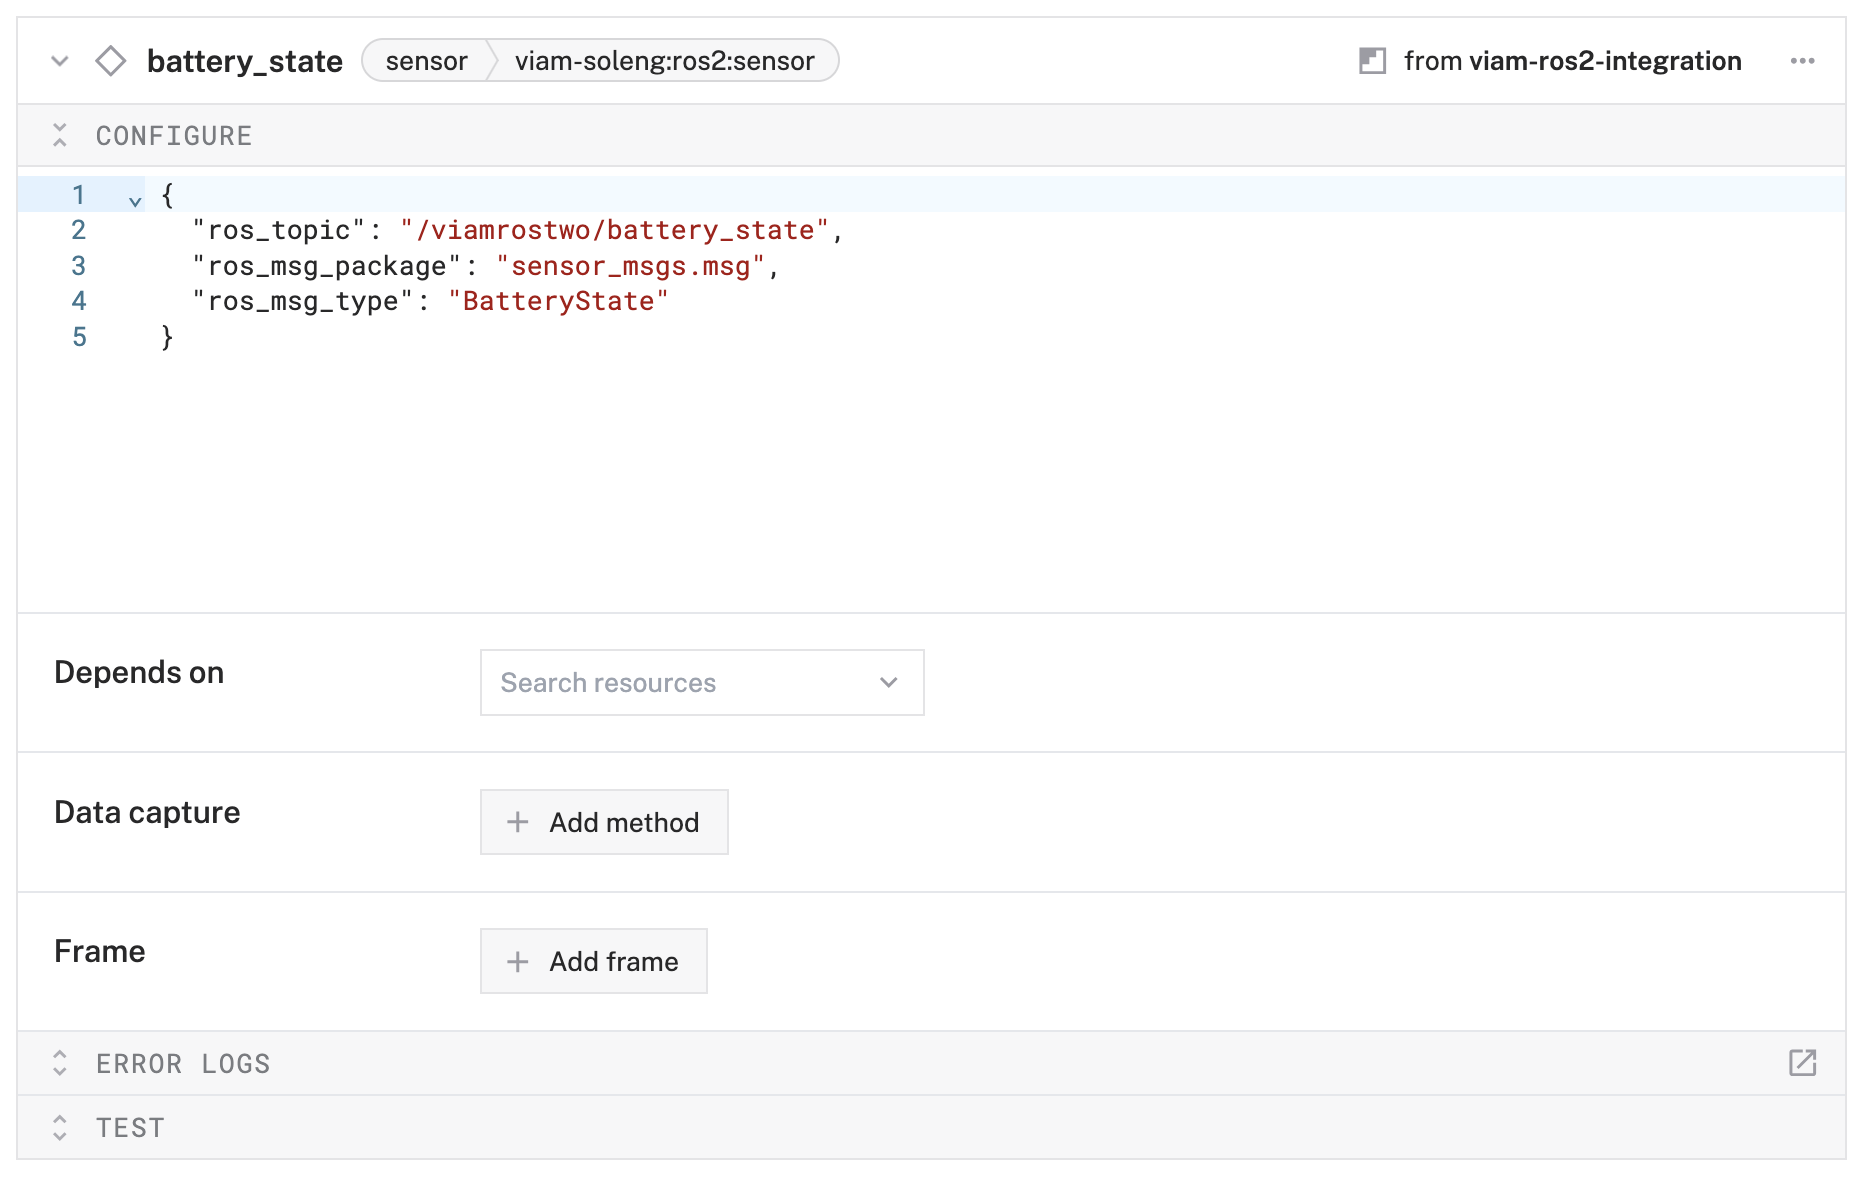 battery_state sensor viam-soleng:ros2:sensor from viam-ros2-integration
CONFIGURE
1 {
2 "ros_topic": "/viamrostwo/battery_state",
3 "ros_msg_package": "sensor_msgs.msg",
4 "ros_msg_type": "BatteryState"
5 }
Depends on Search resources
Data capture + Add method
Frame + Add frame
ERROR LOGS
TEST